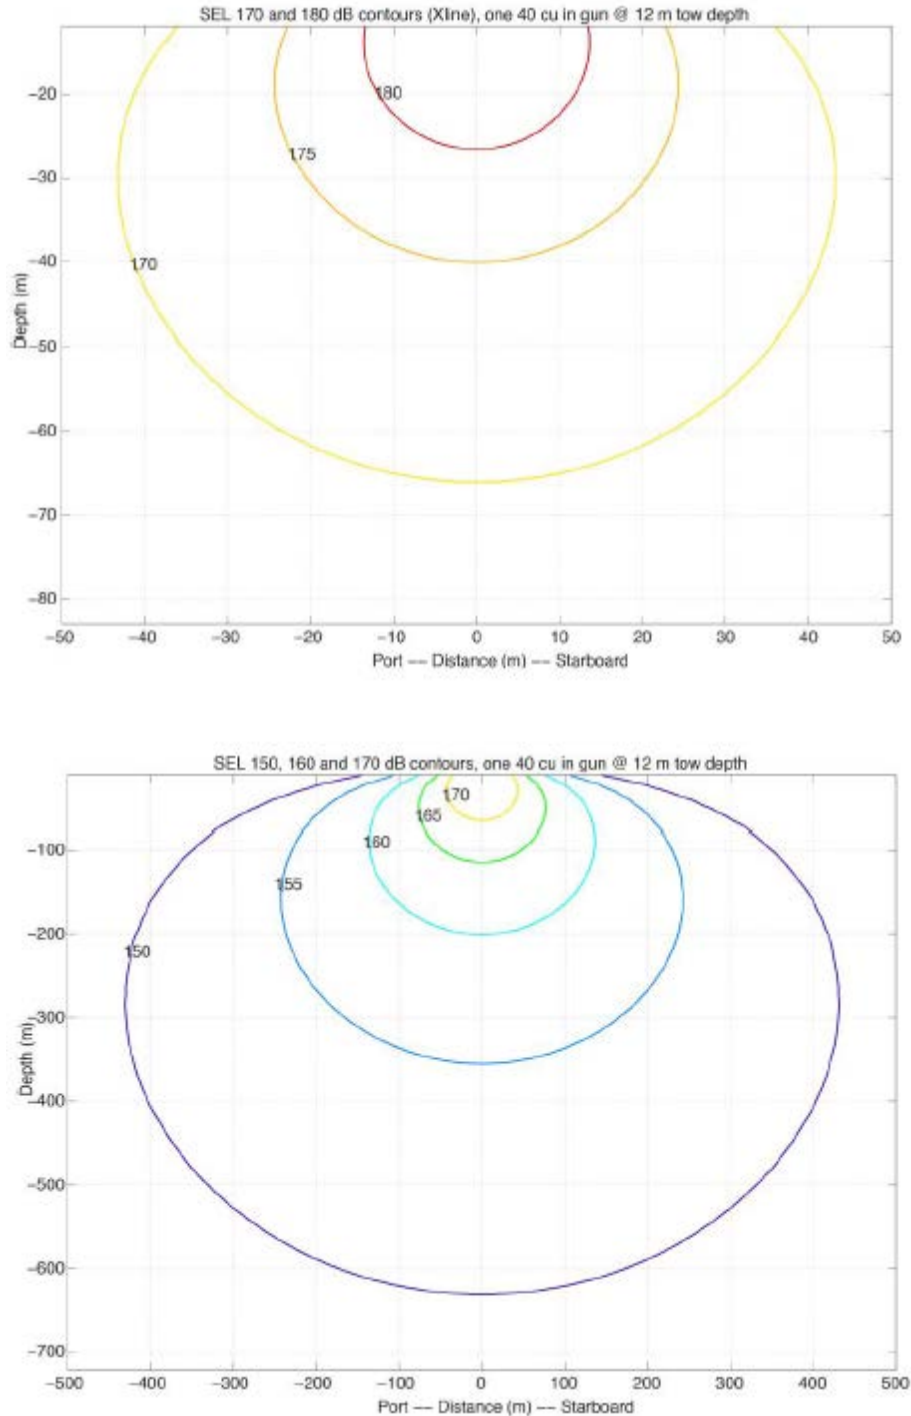 SEL 170 and 180 dB contours (Xline), one 40 cu in gun @ 12 m tow depth
180
−20
175
−30
170
−40
Depth (m)
−50
−60
−70
−80
−50 −40 −30 −20 −10 0 10 20 30 40 50
Port −− Distance (m) −− Starboard
SEL 150, 160 and 170 dB contours, one 40 cu in gun @ 12 m tow depth
170
165
160
−100
155
−200
150
−300
Depth (m)
−400
−500
−600
−700
−500 −400 −300 −200 −100 0 100 200 300 400 500
Port −− Distance (m) −− Starboard